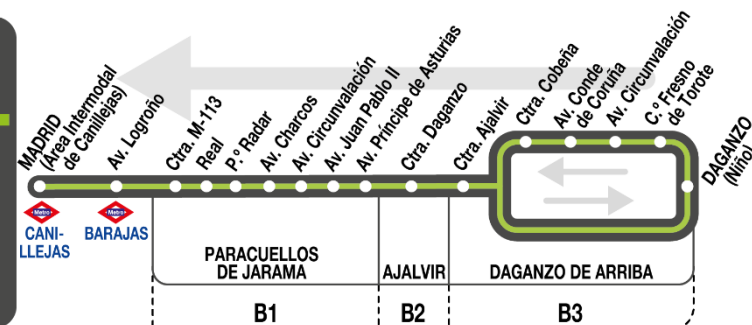 MADRID
(Área Intermodal
de Canillejas)
Av. Logroño
Ctra. M-113
Real
P.º Radar
Av. Charcos
Av. Circunvalación
Av. Juan Pablo II
Av. Príncipe de Asturias
Ctra. Daganzo
Ctra. Ajalvir
Ctra. Cobeña
Av. Conde
de Coruña
Av. Circunvalación
C.º Fresno
de Torote
DAGANZO
(Niño)
Metro
CANI-
LLEJAS
Metro
BARAJAS
PARACUELLOS
DE JARAMA
AJALVIR
DAGANZO DE ARRIBA
B1
B2
B3